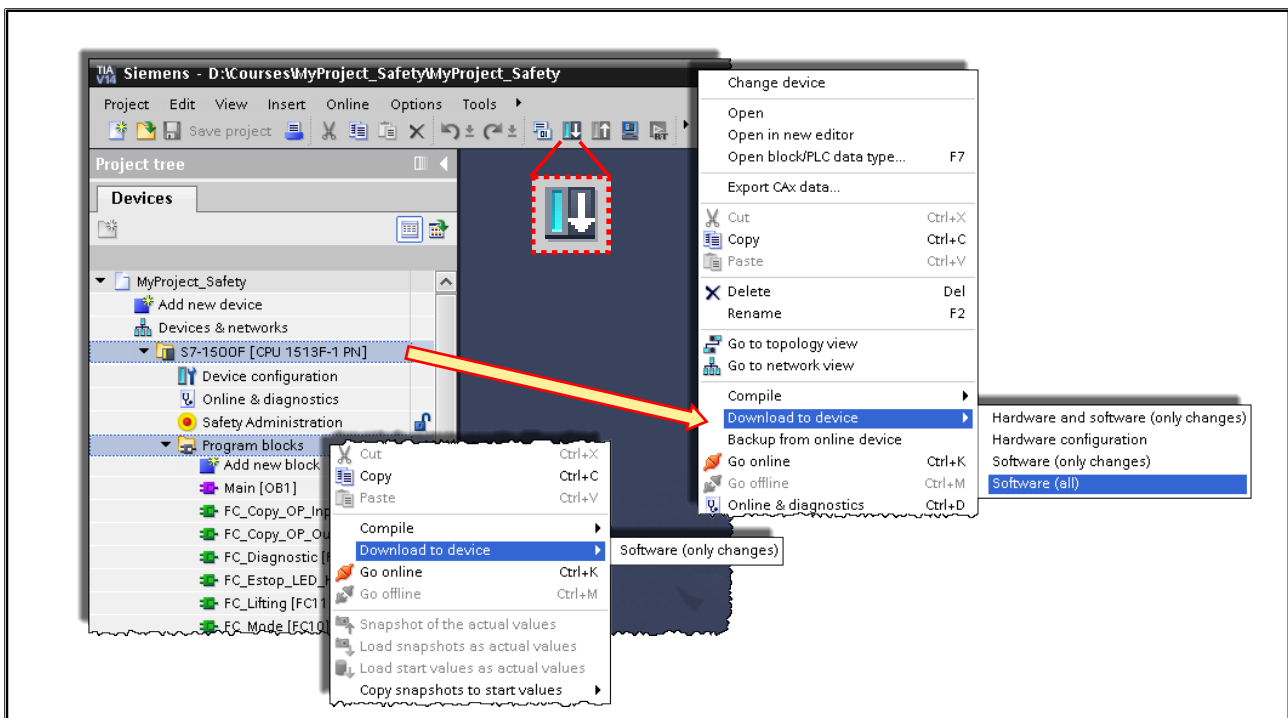 TIA V14 Siemens - D:\Courses\MyProject_Safety\MyProject_Safety
Project Edit View Insert Online Options Tools
Save project
RT
Project tree
Devices
MyProject_Safety
Add new device
Devices & networks
S7-1500F [CPU 1513F-1 PN]
Device configuration
Online & diagnostics
Safety Administration
Program blocks
Add new block
Main [OB1]
FC_Copy_OP_Inp
FC_Copy_OP_Ou
FC_Diagnostic [
FC_Estop_LED_
FC_Lifting [FC11
FC_Mode [FC10]
Cut Ctrl+X
Copy Ctrl+C
Paste Ctrl+V
Compile
Download to device
Go online Ctrl+K
Go offline Ctrl+M
Snapshot of the actual values
Load snapshots as actual values
Load start values as actual values
Copy snapshots to start values
Software (only changes)
Change device
Open
Open in new editor
Open block/PLC data type... F7
Export CAx data...
Cut Ctrl+X
Copy Ctrl+C
Paste Ctrl+V
Delete Del
Rename F2
Go to topology view
Go to network view
Compile
Download to device
Backup from online device
Go online Ctrl+K
Go offline Ctrl+M
Online & diagnostics Ctrl+D
Hardware and software (only changes)
Hardware configuration
Software (only changes)
Software (all)